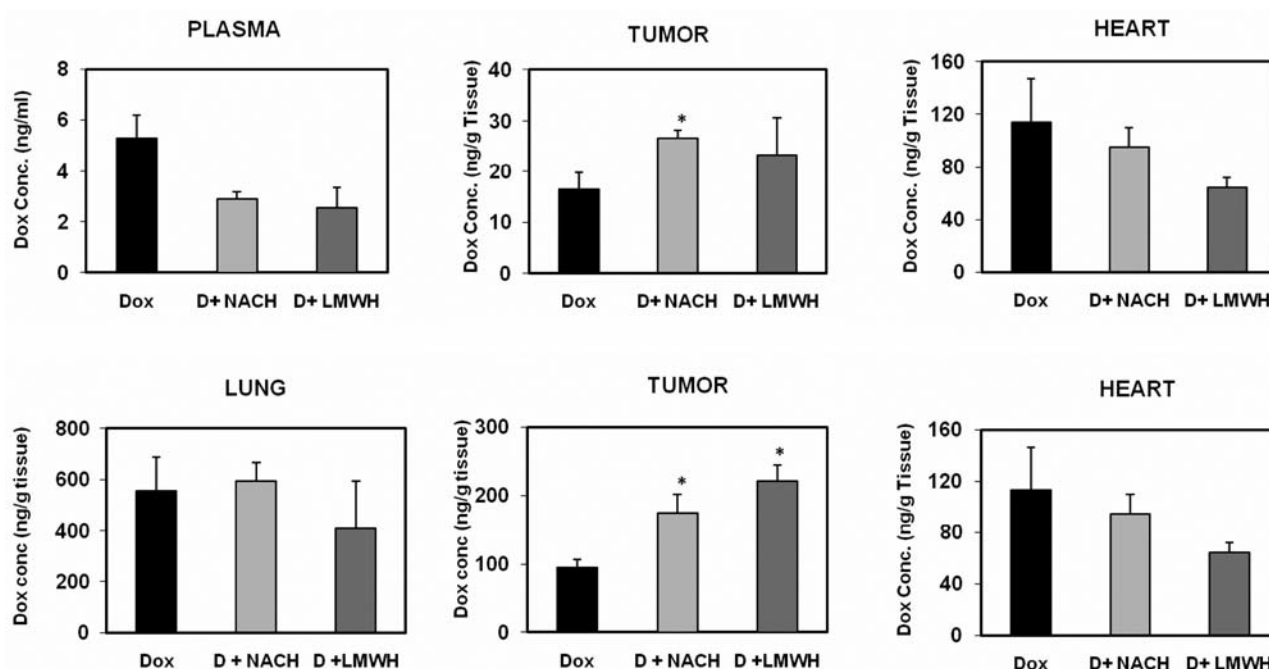 PLASMA
Dox Conc. (ng/ml)
8
6
4
2
0
Dox D+ NACH D+ LMWH
TUMOR
Dox Conc. (ng/g Tissue)
40
30
20
10
0
*
Dox D+ NACH D+ LMWH
HEART
Dox Conc. (ng/g Tissue)
160
120
80
40
0
Dox D+ NACH D+ LMWH
LUNG
Dox conc (ng/g tissue)
800
600
400
200
0
Dox D + NACH D +LMWH
TUMOR
Dox conc (ng/g tissue)
300
200
100
0
*
*
Dox D + NACH D +LMWH
HEART
Dox Conc. (ng/g Tissue)
160
120
80
40
0
Dox D+ NACH D+ LMWH